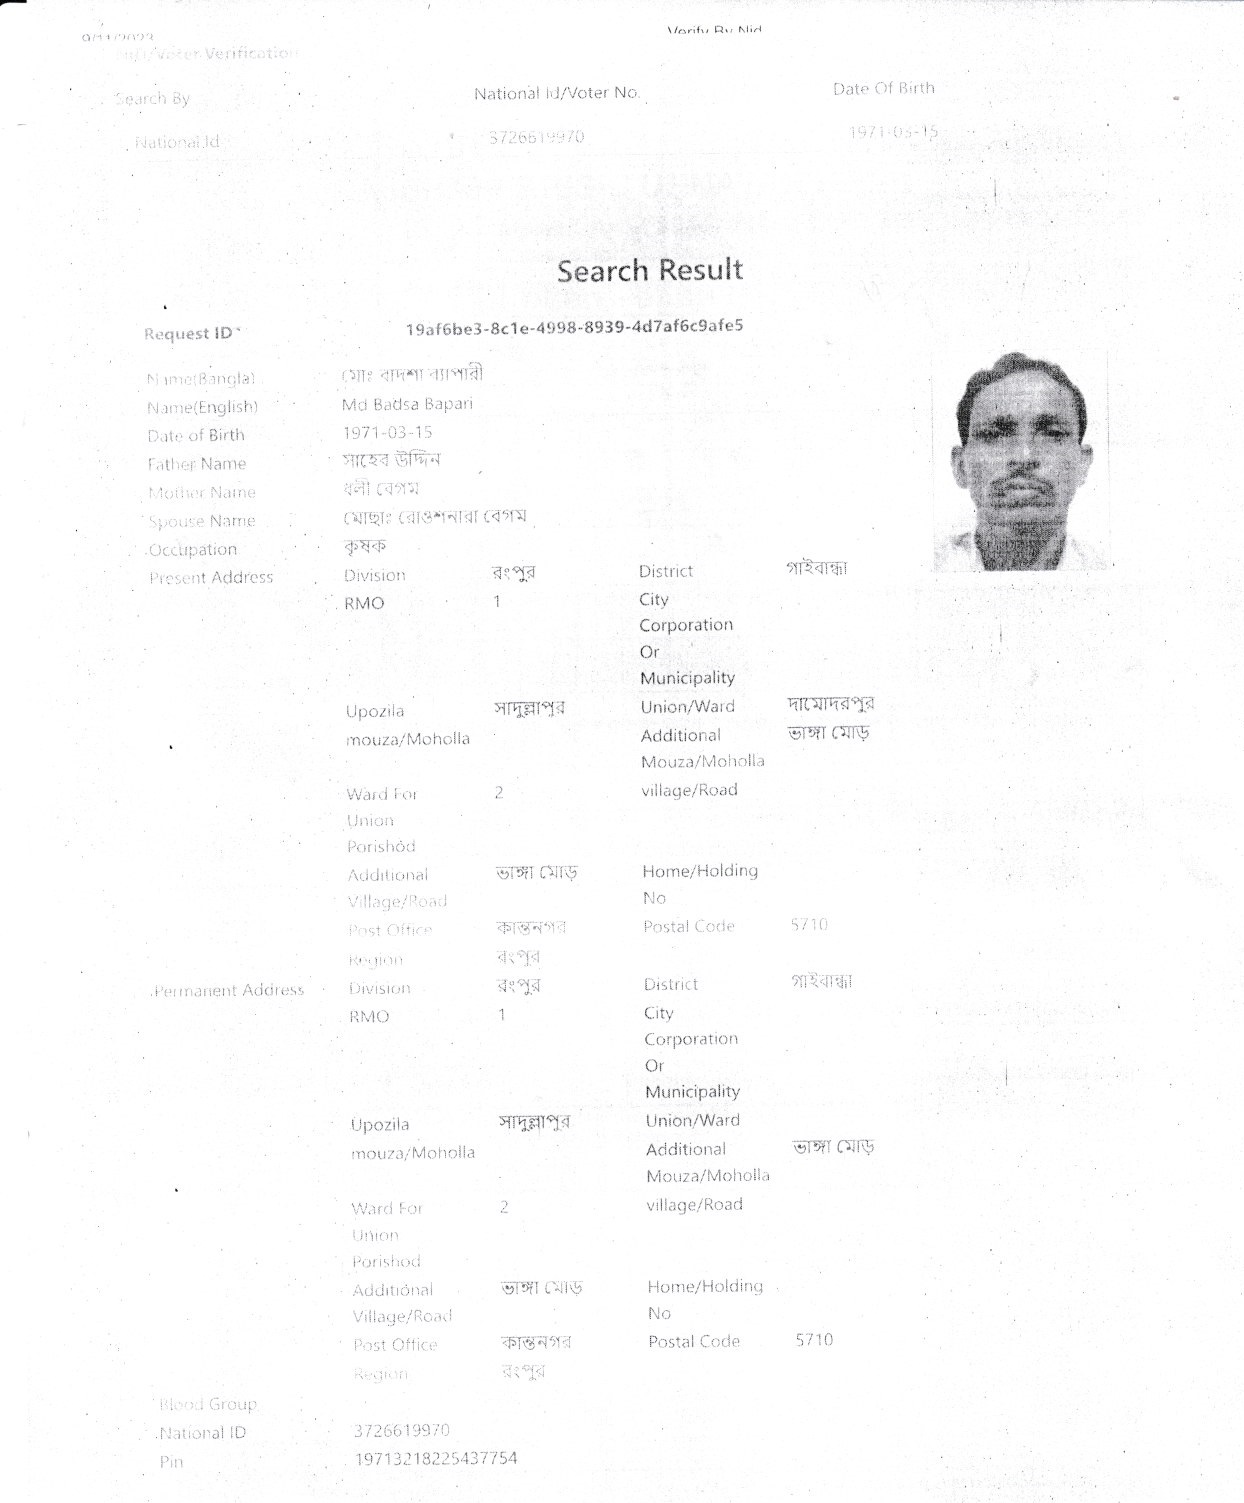 Verify By Nid
Nid/Voter Verification
Search By National Id/Voter No. Date Of Birth
National Id 3726619970 1971-03-15
Search Result
Request ID 19af6be3-8c1e-4998-8939-4d7af6c9afe5
Name(Bangla) মোঃ বাদশা ব্যাপারী
Name(English) Md Badsa Bapari
Date of Birth 1971-03-15
Father Name সাহেব উদ্দিন
Mother Name ধলী বেগম
Spouse Name মোছাঃ রোওশনারা বেগম
Occupation কৃষক
Present Address Division রংপুর District গাইবান্ধা
RMO 1 City
Corporation
Or
Municipality
Upozila সাদুল্লাপুর Union/Ward দামোদরপুর
mouza/Moholla Additional ভাঙ্গা মোড়
Mouza/Moholla
Ward For 2 village/Road
Union
Porishod
Additional ভাঙ্গা মোড় Home/Holding
Village/Road No
Post Office কান্তনগর Postal Code 5710
Region রংপুর
Permanent Address Division রংপুর District গাইবান্ধা
RMO 1 City
Corporation
Or
Municipality
Upozila সাদুল্লাপুর Union/Ward
mouza/Moholla Additional ভাঙ্গা মোড়
Mouza/Moholla
Ward For 2 village/Road
Union
Porishod
Additional ভাঙ্গা মোড় Home/Holding
Village/Road No
Post Office কান্তনগর Postal Code 5710
Region রংপুর
Blood Group
National ID 3726619970
Pin 19713218225437754